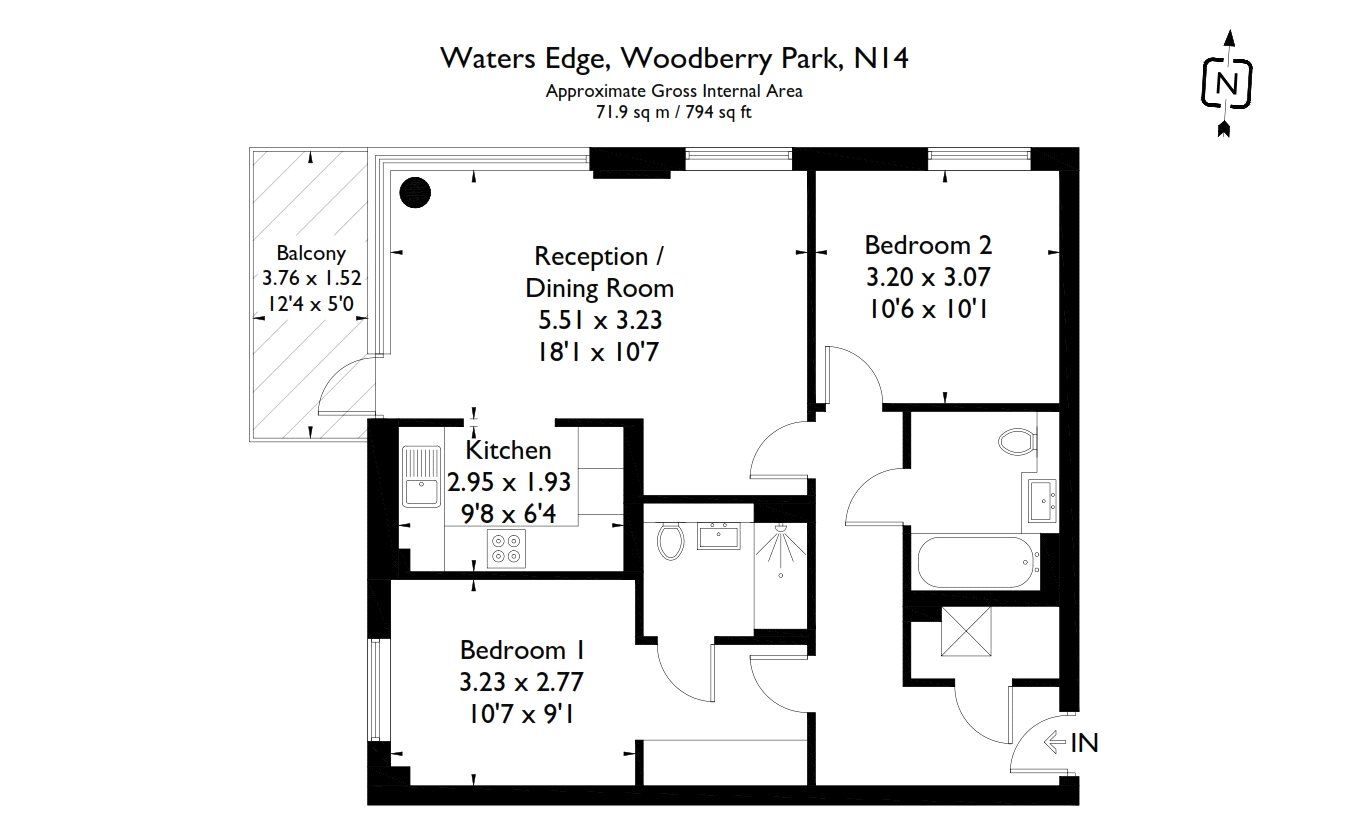 Waters Edge, Woodberry Park, N14
Approximate Gross Internal Area
71.9 sq m / 794 sq ft
N
Balcony
3.76 x 1.52
12'4 x 5'0
Reception /
Dining Room
5.51 x 3.23
18'1 x 10'7
Bedroom 2
3.20 x 3.07
10'6 x 10'1
Kitchen
2.95 x 1.93
9'8 x 6'4
Bedroom 1
3.23 x 2.77
10'7 x 9'1
IN